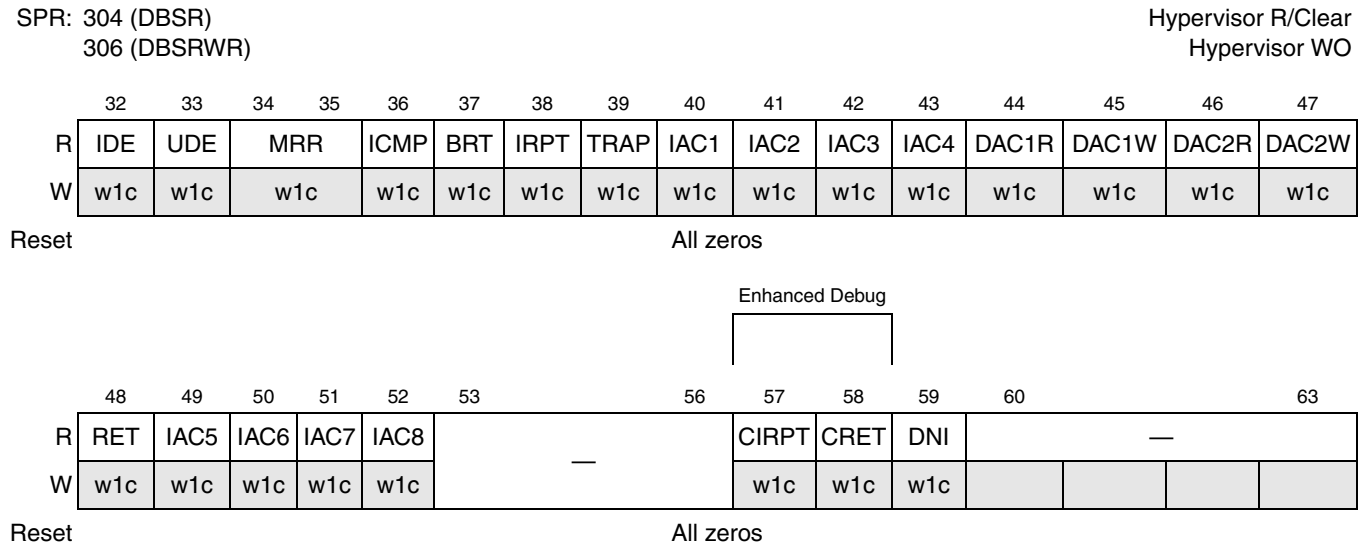 SPR: 304 (DBSR) Hypervisor R/Clear
306 (DBSRWR) Hypervisor WO
32 33 34 35 36 37 38 39 40 41 42 43 44 45 46 47
R IDE UDE MRR ICMP BRT IRPT TRAP IAC1 IAC2 IAC3 IAC4 DAC1R DAC1W DAC2R DAC2W
W w1c w1c w1c w1c w1c w1c w1c w1c w1c w1c w1c w1c w1c w1c w1c
Reset All zeros
Enhanced Debug
48 49 50 51 52 53 56 57 58 59 60 63
R RET IAC5 IAC6 IAC7 IAC8 — CIRPT CRET DNI —
W w1c w1c w1c w1c w1c w1c w1c w1c
Reset All zeros